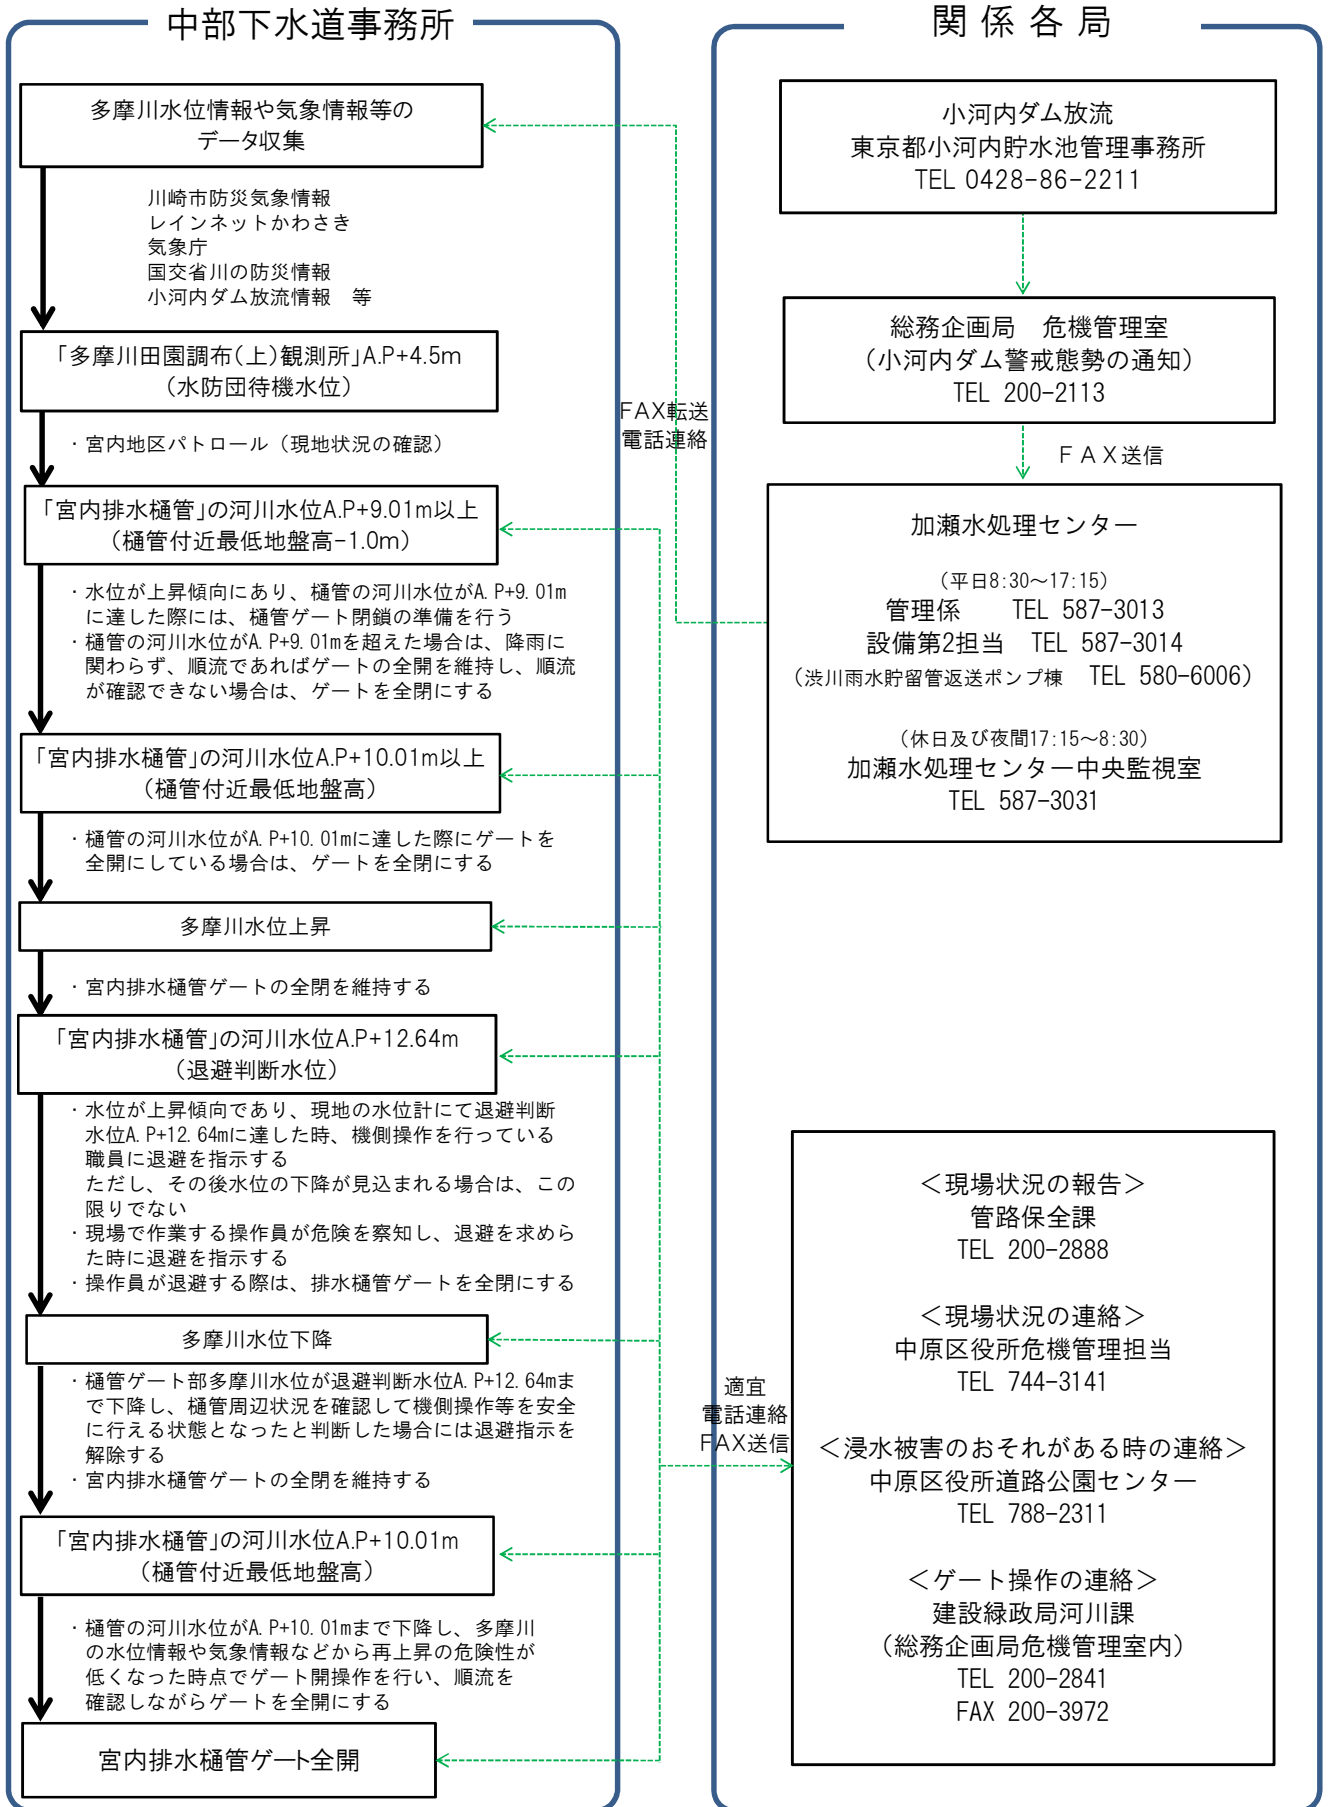 中部下水道事務所
多摩川水位情報や気象情報等の
データ収集
川崎市防災気象情報
レインネットかわさき
気象庁
国交省川の防災情報
小河内ダム放流情報　等
「多摩川田園調布(上)観測所」A.P+4.5m
(水防団待機水位)
・宮内地区パトロール（現地状況の確認）
「宮内排水樋管」の河川水位A.P+9.01m以上
(樋管付近最低地盤高-1.0m)
・水位が上昇傾向にあり、樋管の河川水位がA.P+9.01m
に達した際には、樋管ゲート閉鎖の準備を行う
・樋管の河川水位がA.P+9.01mを超えた場合は、降雨に
関わらず、順流であればゲートの全開を維持し、順流
が確認できない場合は、ゲートを全閉にする
「宮内排水樋管」の河川水位A.P+10.01m以上
(樋管付近最低地盤高)
・樋管の河川水位がA.P+10.01mに達した際にゲートを
全開にしている場合は、ゲートを全閉にする
多摩川水位上昇
・宮内排水樋管ゲートの全閉を維持する
「宮内排水樋管」の河川水位A.P+12.64m
(退避判断水位)
・水位が上昇傾向であり、現地の水位計にて退避判断
水位A.P+12.64mに達した時、機側操作を行っている
職員に退避を指示する
ただし、その後水位の下降が見込まれる場合は、この
限りでない
・現場で作業する操作員が危険を察知し、退避を求めら
た時に退避を指示する
・操作員が退避する際は、排水樋管ゲートを全閉にする
多摩川水位下降
・樋管ゲート部多摩川水位が退避判断水位A.P+12.64mま
で下降し、樋管周辺状況を確認して機側操作等を安全
に行える状態となったと判断した場合には退避指示を
解除する
・宮内排水樋管ゲートの全閉を維持する
「宮内排水樋管」の河川水位A.P+10.01m
(樋管付近最低地盤高)
・樋管の河川水位がA.P+10.01mまで下降し、多摩川
の水位情報や気象情報などから再上昇の危険性が
低くなった時点でゲート開操作を行い、順流を
確認しながらゲートを全開にする
宮内排水樋管ゲート全開
FAX転送
電話連絡
適宜
電話連絡
FAX送信
関係各局
小河内ダム放流
東京都小河内貯水池管理事務所
TEL 0428-86-2211
総務企画局　危機管理室
(小河内ダム警戒態勢の通知)
TEL 200-2113
ＦＡＸ送信
加瀬水処理センター
(平日8:30～17:15)
管理係　　TEL 587-3013
設備第2担当　TEL 587-3014
(渋川雨水貯留管返送ポンプ棟　TEL 580-6006)
(休日及び夜間17:15～8:30)
加瀬水処理センター中央監視室
TEL 587-3031
＜現場状況の報告＞
管路保全課
TEL 200-2888
＜現場状況の連絡＞
中原区役所危機管理担当
TEL 744-3141
＜浸水被害のおそれがある時の連絡＞
中原区役所道路公園センター
TEL 788-2311
＜ゲート操作の連絡＞
建設緑政局河川課
(総務企画局危機管理室内)
TEL 200-2841
FAX 200-3972